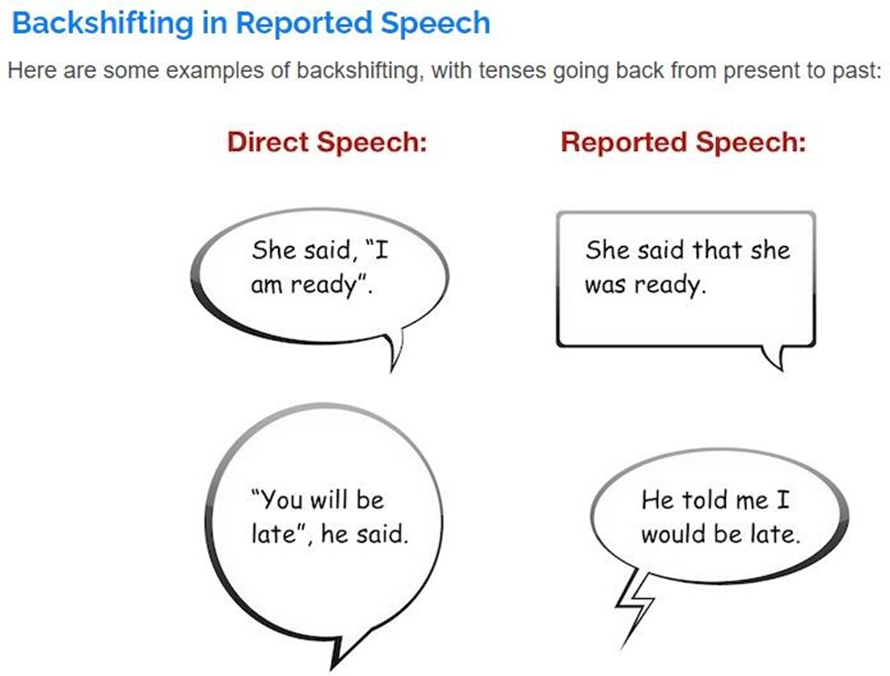 Backshifting in Reported Speech
Here are some examples of backshifting, with tenses going back from present to past:
Direct Speech:
Reported Speech:
She said, “I
am ready”.
She said that she
was ready.
“You will be
late”, he said.
He told me I
would be late.